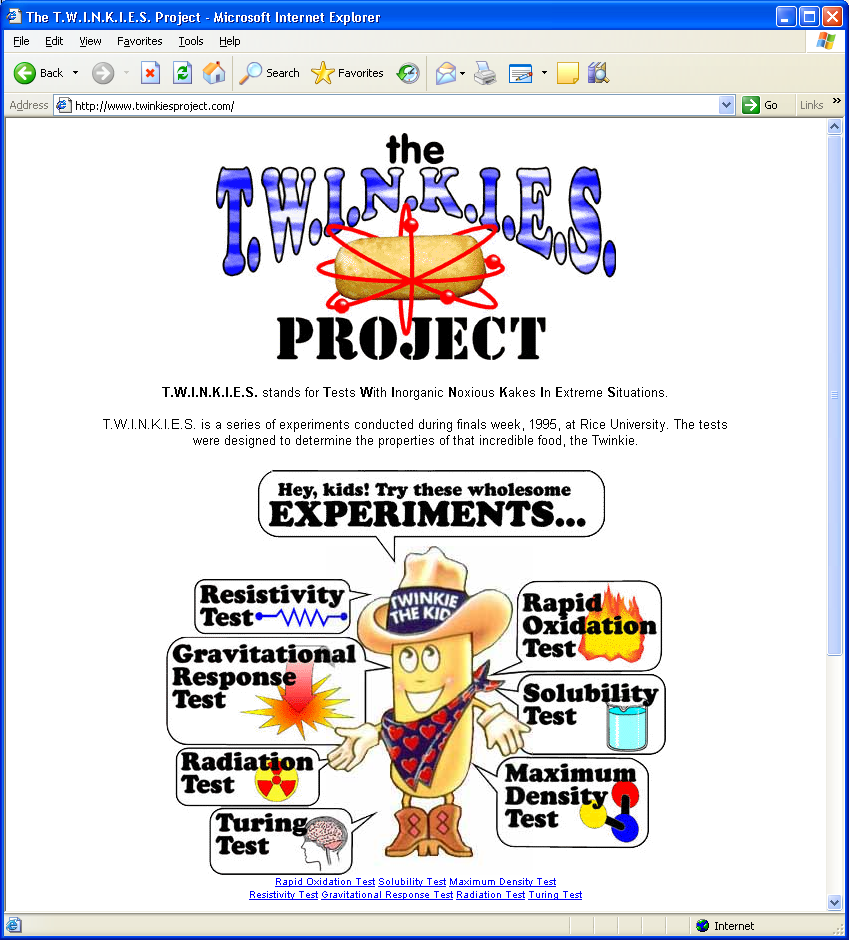 The T.W.I.N.K.I.E.S. Project - Microsoft Internet Explorer
File Edit View Favorites Tools Help
Back Search Favorites
Address http://www.twinkiesproject.com/ Go Links »
the
T.W.I.N.K.I.E.S.
PROJECT
T.W.I.N.K.I.E.S. stands for Tests With Inorganic Noxious Kakes In Extreme Situations.
T.W.I.N.K.I.E.S. is a series of experiments conducted during finals week, 1995, at Rice University. The tests
were designed to determine the properties of that incredible food, the Twinkie.
Hey, kids! Try these wholesome
EXPERIMENTS...
TWINKIE
THE KID
Resistivity
Test
Rapid
Oxidation
Test
Gravitational
Response
Test
Solubility
Test
Radiation
Test
Maximum
Density
Test
Turing
Test
Rapid Oxidation Test Solubility Test Maximum Density Test
Resistivity Test Gravitational Response Test Radiation Test Turing Test
Internet